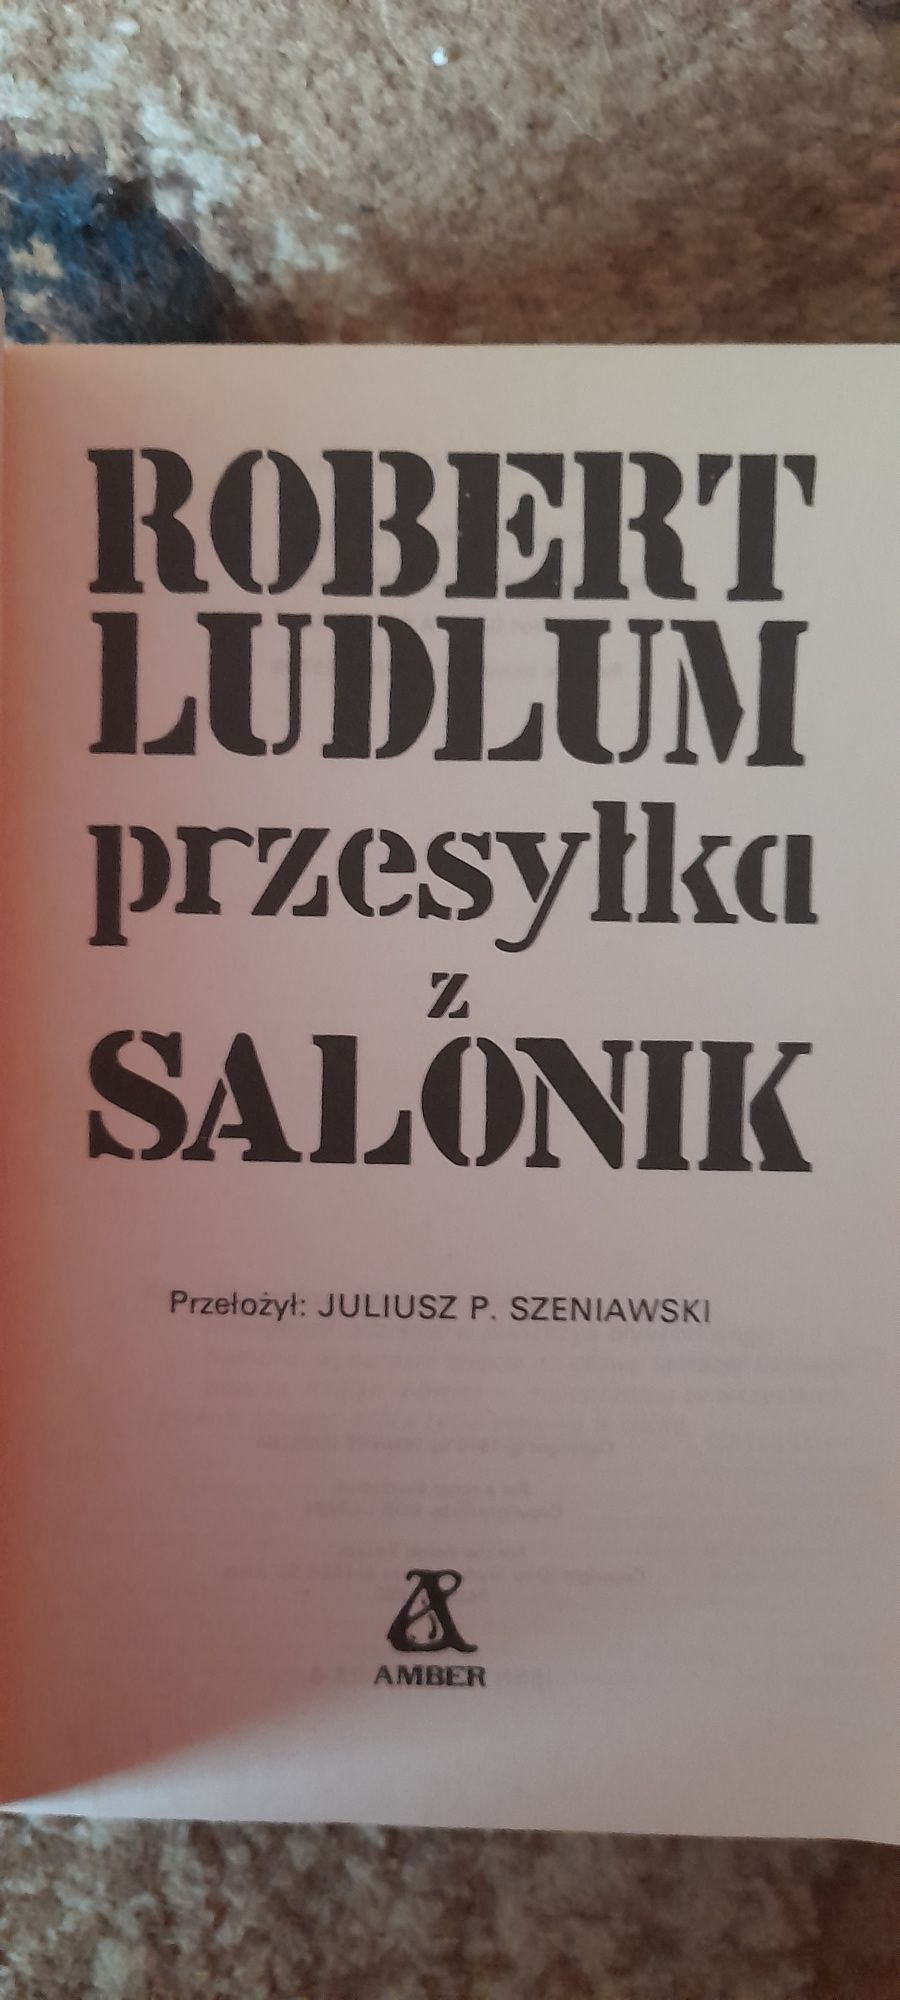 ROBERT
LUDLUM
przesyłka
z
SALONIK
Przełożył: JULIUSZ P. SZENIAWSKI
AMBER